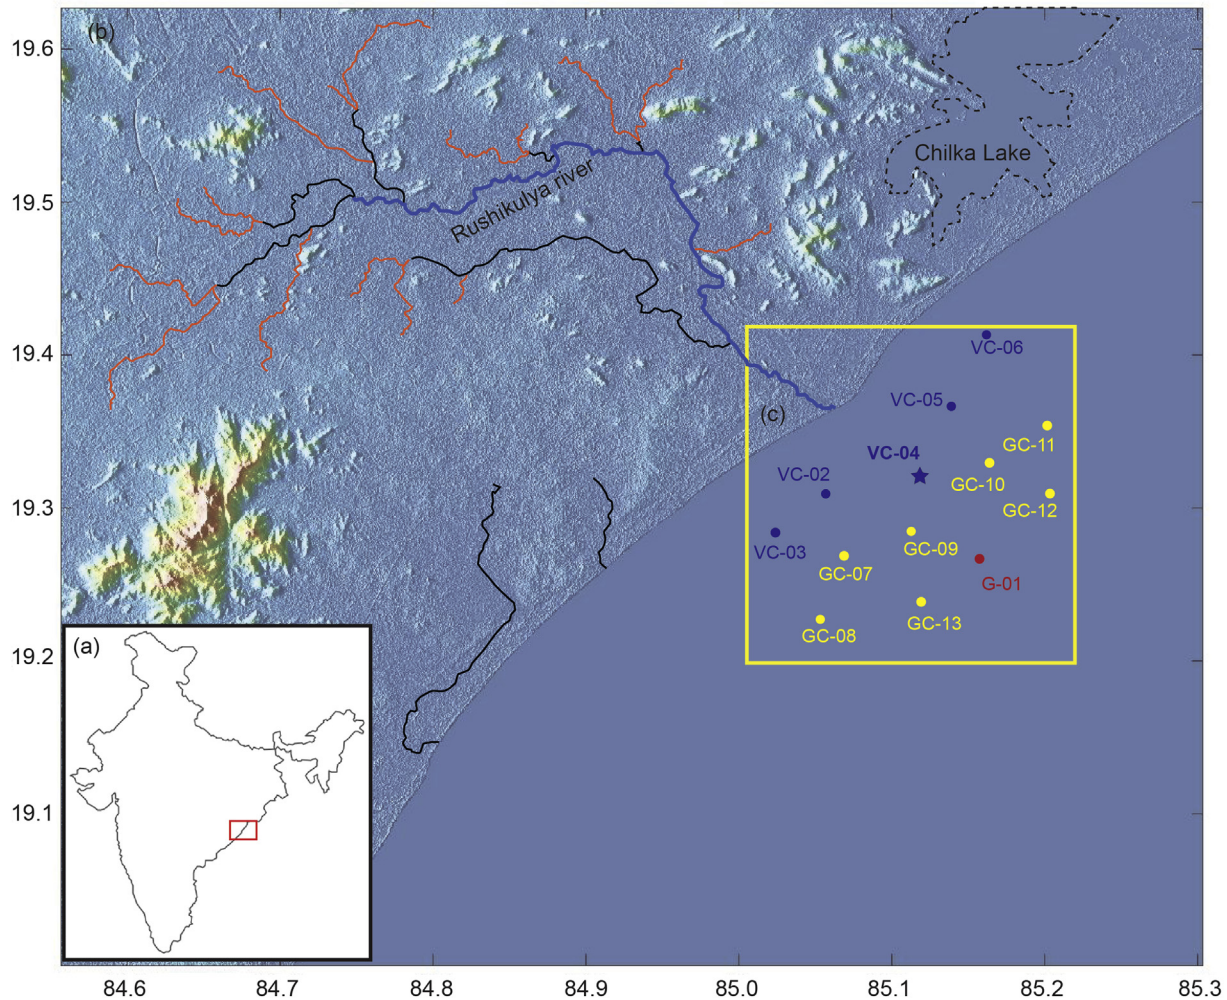 (b)
19.6
Chilka Lake
19.5
Rushikulya river
19.4
VC-06
VC-05
(c)
GC-11
VC-04
VC-02
GC-10
19.3
GC-12
VC-03
GC-09
GC-07
G-01
GC-13
GC-08
(a)
19.2
19.1
84.6 84.7 84.8 84.9 85.0 85.1 85.2 85.3